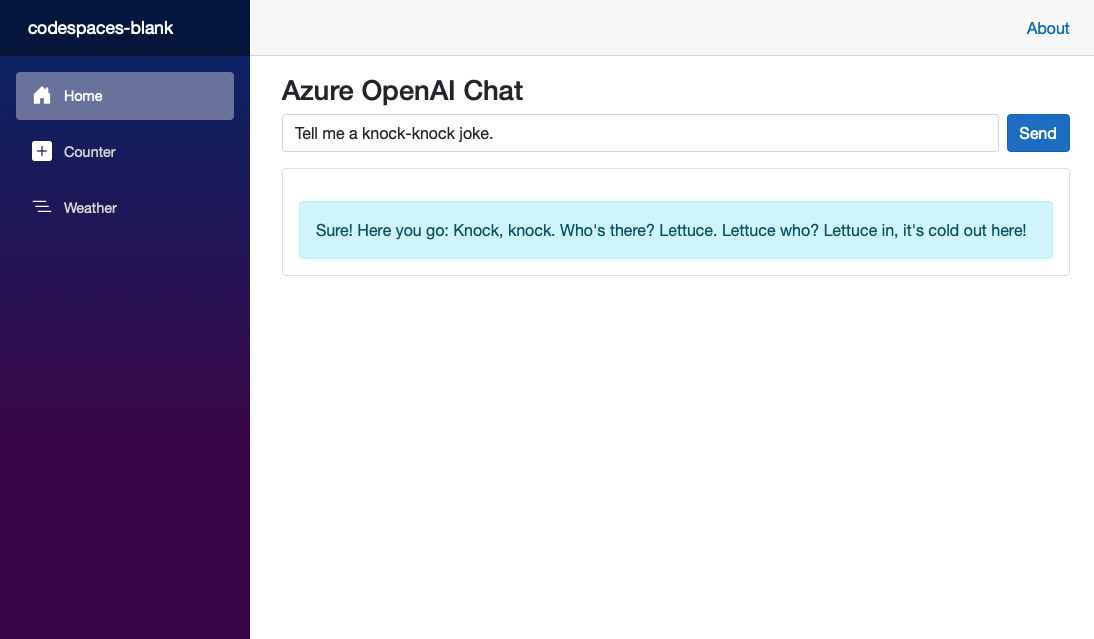 codespaces-blank
About
Home
Counter
Weather
Azure OpenAI Chat
Tell me a knock-knock joke.
Send
Sure! Here you go: Knock, knock. Who's there? Lettuce. Lettuce who? Lettuce in, it's cold out here!